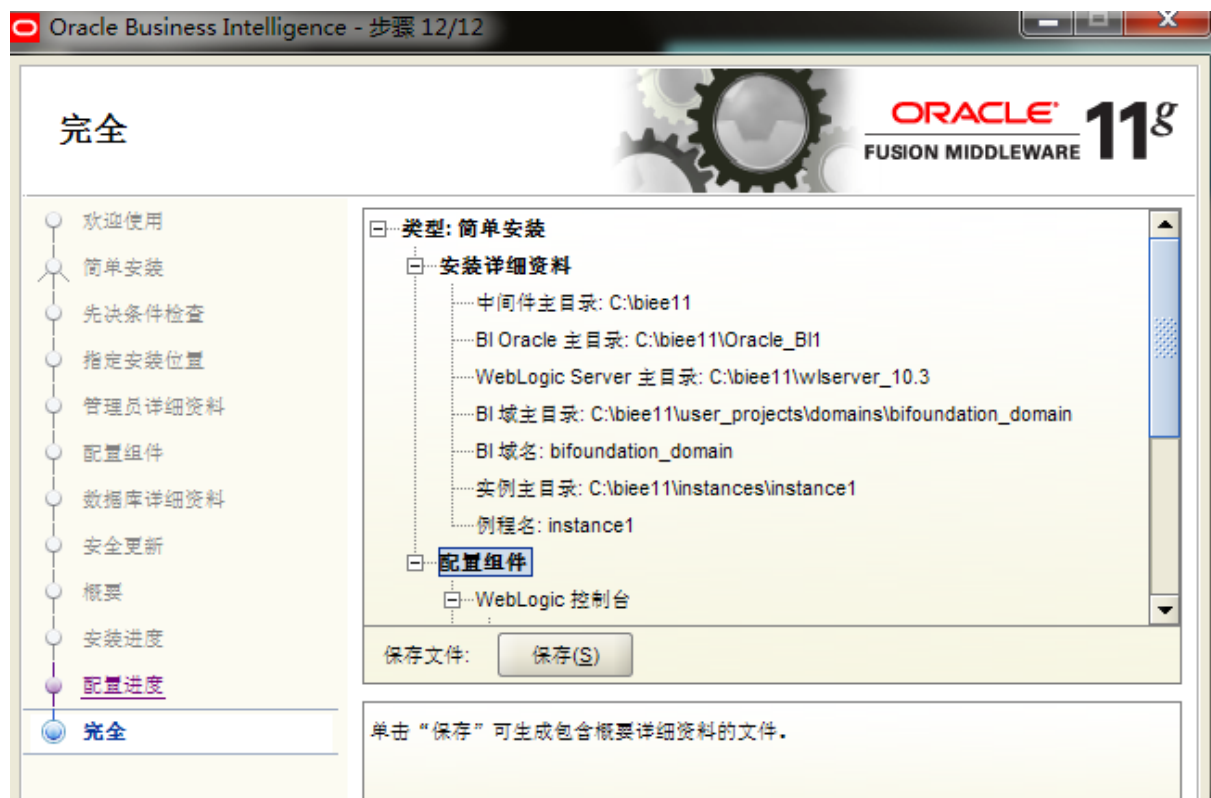 Oracle Business Intelligence - 步骤 12/12
完全
ORACLE
FUSION MIDDLEWARE
11g
欢迎使用
简单安装
先决条件检查
指定安装位置
管理员详细资料
配置组件
数据库详细资料
安全更新
概要
安装进度
配置进度
完全
类型: 简单安装
安装详细资料
中间件主目录: C:\biee11
BI Oracle 主目录: C:\biee11\Oracle_BI1
WebLogic Server 主目录: C:\biee11\wlserver_10.3
BI 域主目录: C:\biee11\user_projects\domains\bifoundation_domain
BI 域名: bifoundation_domain
实例主目录: C:\biee11\instances\instance1
例程名: instance1
配置组件
WebLogic 控制台
保存文件: 保存(S)
单击“保存”可生成包含概要详细资料的文件.